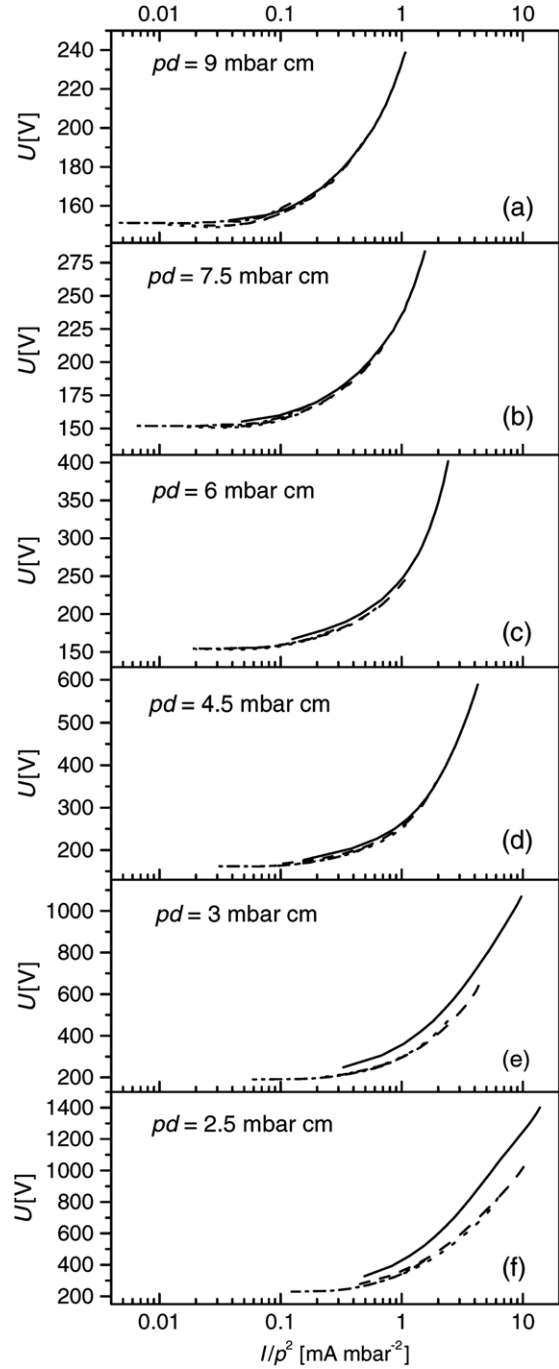 0.01 0.1 1 10
240
220
200
180
160
U[V]
pd = 9 mbar cm
(a)
275
250
225
200
175
150
U[V]
pd = 7.5 mbar cm
(b)
400
350
300
250
200
150
U[V]
pd = 6 mbar cm
(c)
600
500
400
300
200
U[V]
pd = 4.5 mbar cm
(d)
1000
800
600
400
200
U[V]
pd = 3 mbar cm
(e)
1400
1200
1000
800
600
400
200
U[V]
pd = 2.5 mbar cm
(f)
0.01 0.1 1 10
I/p² [mA mbar⁻²]